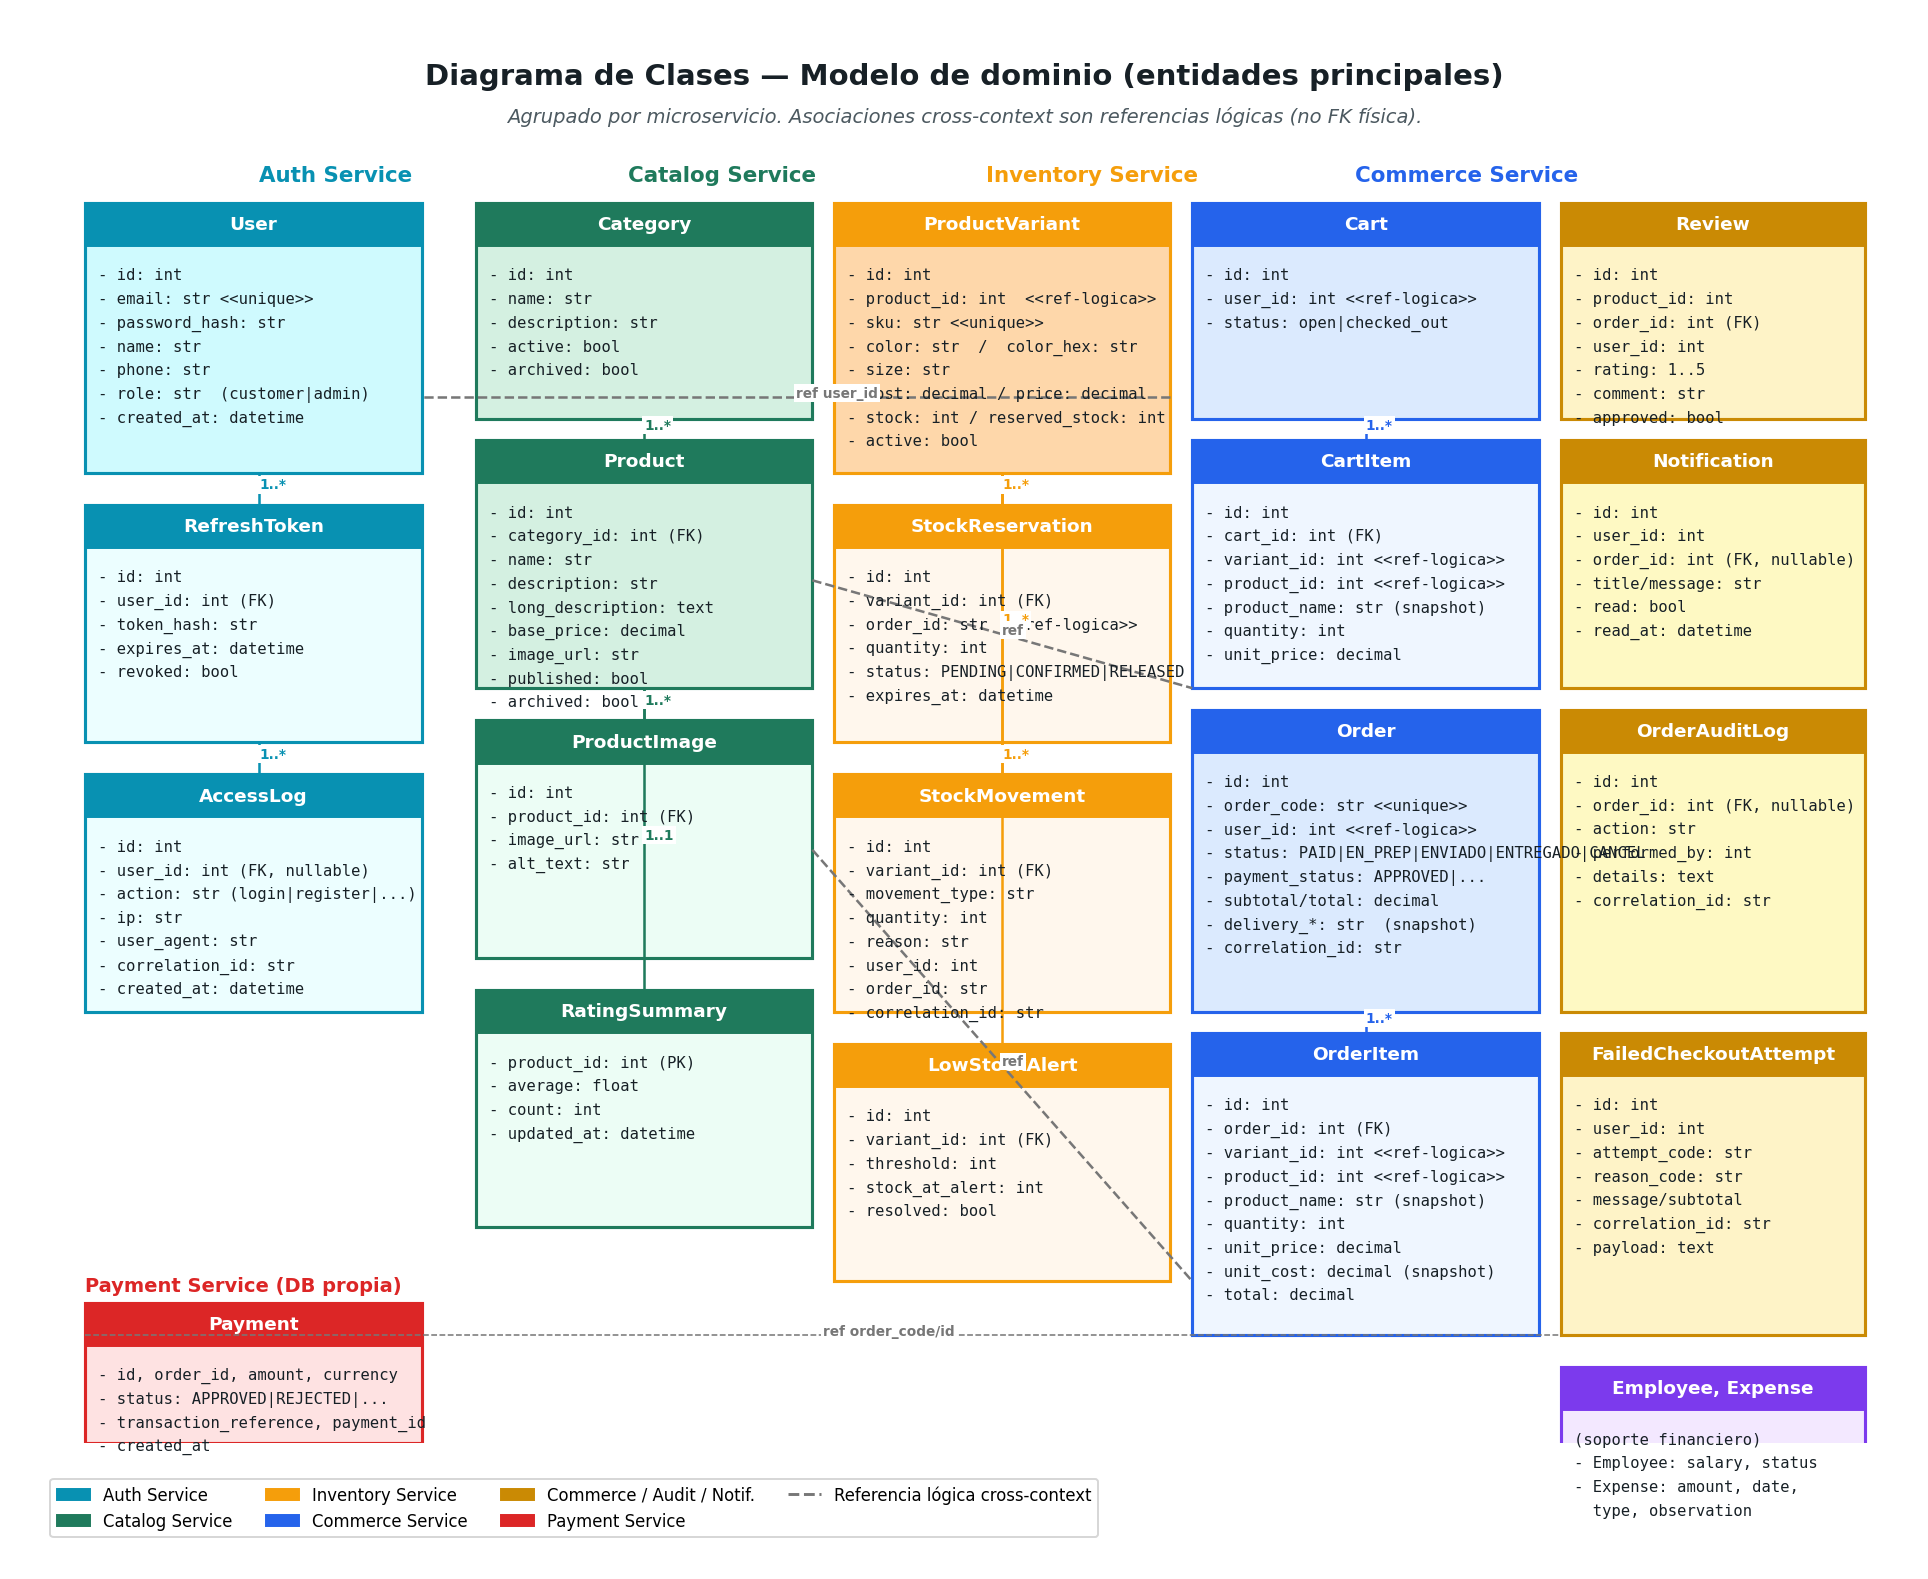 Diagrama de Clases — Modelo de dominio (entidades principales)
Agrupado por microservicio. Asociaciones cross-context son referencias lógicas (no FK física).
Auth Service
User
- id: int
- email: str <<unique>>
- password_hash: str
- name: str
- phone: str
- role: str  (customer|admin)
- created_at: datetime
1..*
RefreshToken
- id: int
- user_id: int (FK)
- token_hash: str
- expires_at: datetime
- revoked: bool
1..*
AccessLog
- id: int
- user_id: int (FK, nullable)
- action: str (login|register|...)
- ip: str
- user_agent: str
- correlation_id: str
- created_at: datetime
Catalog Service
Category
- id: int
- name: str
- description: str
- active: bool
- archived: bool
1..*
Product
- id: int
- category_id: int (FK)
- name: str
- description: str
- long_description: text
- base_price: decimal
- image_url: str
- published: bool
- archived: bool
1..*
ProductImage
- id: int
- product_id: int (FK)
- image_url: str
- alt_text: str
1..1
RatingSummary
- product_id: int (PK)
- average: float
- count: int
- updated_at: datetime
Inventory Service
ProductVariant
- id: int
- product_id: int  <<ref-logica>>
- sku: str <<unique>>
- color: str  /  color_hex: str
- size: str
ref user_id
decimal / price: decimal
- stock: int / reserved_stock: int
- active: bool
1..*
StockReservation
- id: int
- variant_id: int (FK)
- order_id: str ref-logica>>
1..*
ref
- quantity: int
- status: PENDING|CONFIRMED|RELEASED
- expires_at: datetime
1..*
StockMovement
- id: int
- variant_id: int (FK)
- movement_type: str
- quantity: int
- reason: str
- user_id: int
- order_id: str
- correlation_id: str
LowStockAlert
ref
- id: int
- variant_id: int (FK)
- threshold: int
- stock_at_alert: int
- resolved: bool
Commerce Service
Cart
- id: int
- user_id: int <<ref-logica>>
- status: open|checked_out
1..*
CartItem
- id: int
- cart_id: int (FK)
- variant_id: int <<ref-logica>>
- product_id: int <<ref-logica>>
- product_name: str (snapshot)
- quantity: int
- unit_price: decimal
Order
- id: int
- order_code: str <<unique>>
- user_id: int <<ref-logica>>
- status: PAID|EN_PREP|ENVIADO|ENTREGADO|CANCEL
- payment_status: APPROVED|...
- subtotal/total: decimal
- delivery_*: str  (snapshot)
- correlation_id: str
1..*
OrderItem
- id: int
- order_id: int (FK)
- variant_id: int <<ref-logica>>
- product_id: int <<ref-logica>>
- product_name: str (snapshot)
- quantity: int
- unit_price: decimal
- unit_cost: decimal (snapshot)
- total: decimal
Review
- id: int
- product_id: int
- order_id: int (FK)
- user_id: int
- rating: 1..5
- comment: str
- approved: bool
Notification
- id: int
- user_id: int
- order_id: int (FK, nullable)
- title/message: str
- read: bool
- read_at: datetime
OrderAuditLog
- id: int
- order_id: int (FK, nullable)
- action: str
- performed_by: int
- details: text
- correlation_id: str
FailedCheckoutAttempt
- id: int
- user_id: int
- attempt_code: str
- reason_code: str
- message/subtotal
- correlation_id: str
- payload: text
Payment Service (DB propia)
Payment
- id, order_id, amount, currency
- status: APPROVED|REJECTED|...
- transaction_reference, payment_id
- created_at
ref order_code/id
Employee, Expense
(soporte financiero)
- Employee: salary, status
- Expense: amount, date,
type, observation
Auth Service
Catalog Service
Inventory Service
Commerce Service
Commerce / Audit / Notif.
Payment Service
Referencia lógica cross-context